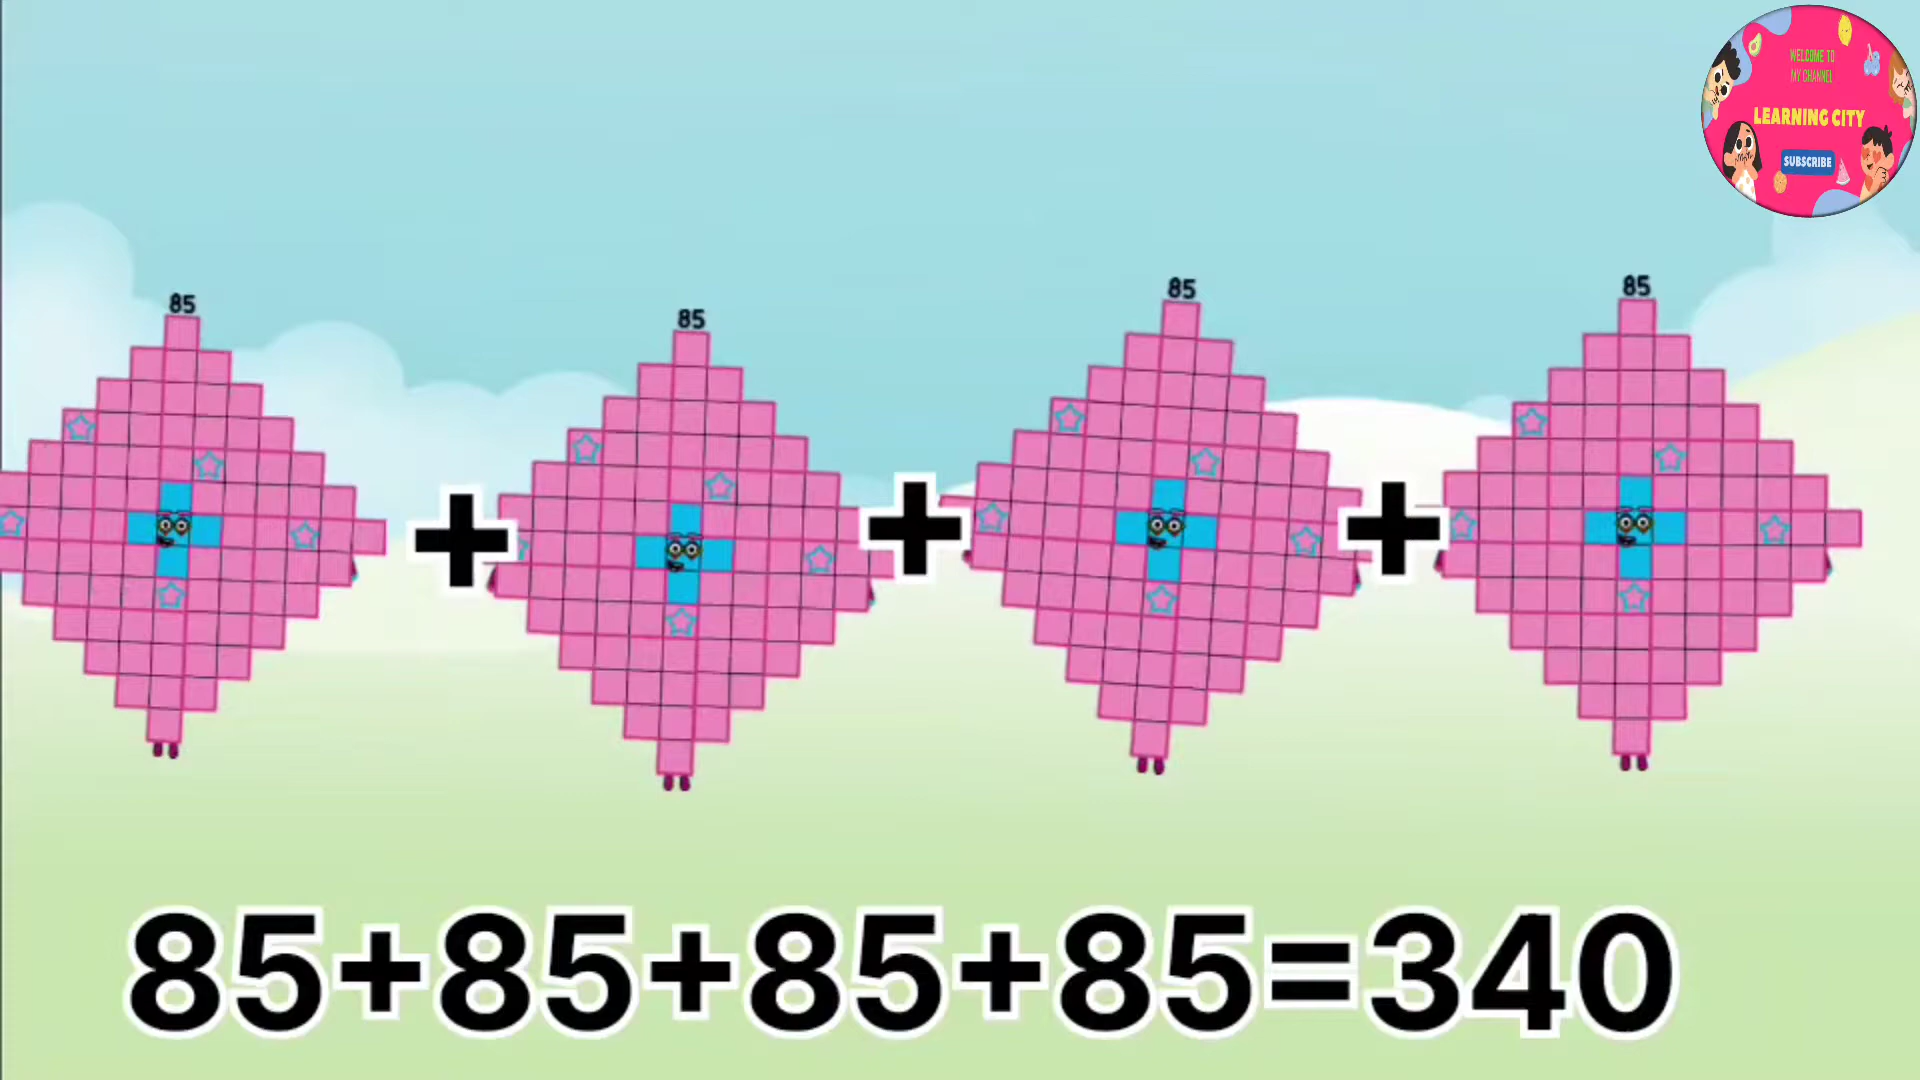 WELCOME TO
MY CHANNEL
LEARNING CITY
SUBSCRIBE
85
85
85
85
+
+
+
85+85+85+85=340